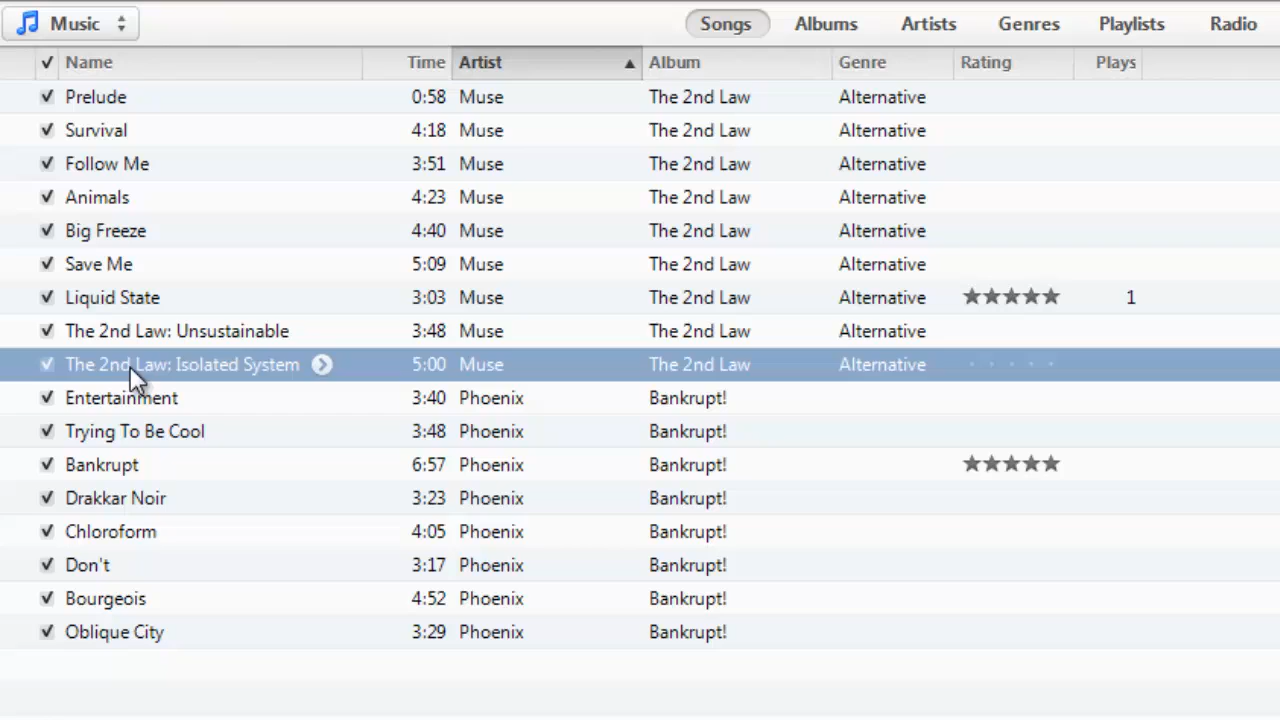 Music Songs Albums Artists Genres Playlists Radio
✓ Name Time Artist Album Genre Rating Plays
Prelude 0:58 Muse The 2nd Law Alternative
Survival 4:18 Muse The 2nd Law Alternative
Follow Me 3:51 Muse The 2nd Law Alternative
Animals 4:23 Muse The 2nd Law Alternative
Big Freeze 4:40 Muse The 2nd Law Alternative
Save Me 5:09 Muse The 2nd Law Alternative
Liquid State 3:03 Muse The 2nd Law Alternative ★★★★★ 1
The 2nd Law: Unsustainable 3:48 Muse The 2nd Law Alternative
The 2nd Law: Isolated System 5:00 Muse The 2nd Law Alternative
Entertainment 3:40 Phoenix Bankrupt!
Trying To Be Cool 3:48 Phoenix Bankrupt!
Bankrupt 6:57 Phoenix Bankrupt! ★★★★★
Drakkar Noir 3:23 Phoenix Bankrupt!
Chloroform 4:05 Phoenix Bankrupt!
Don't 3:17 Phoenix Bankrupt!
Bourgeois 4:52 Phoenix Bankrupt!
Oblique City 3:29 Phoenix Bankrupt!